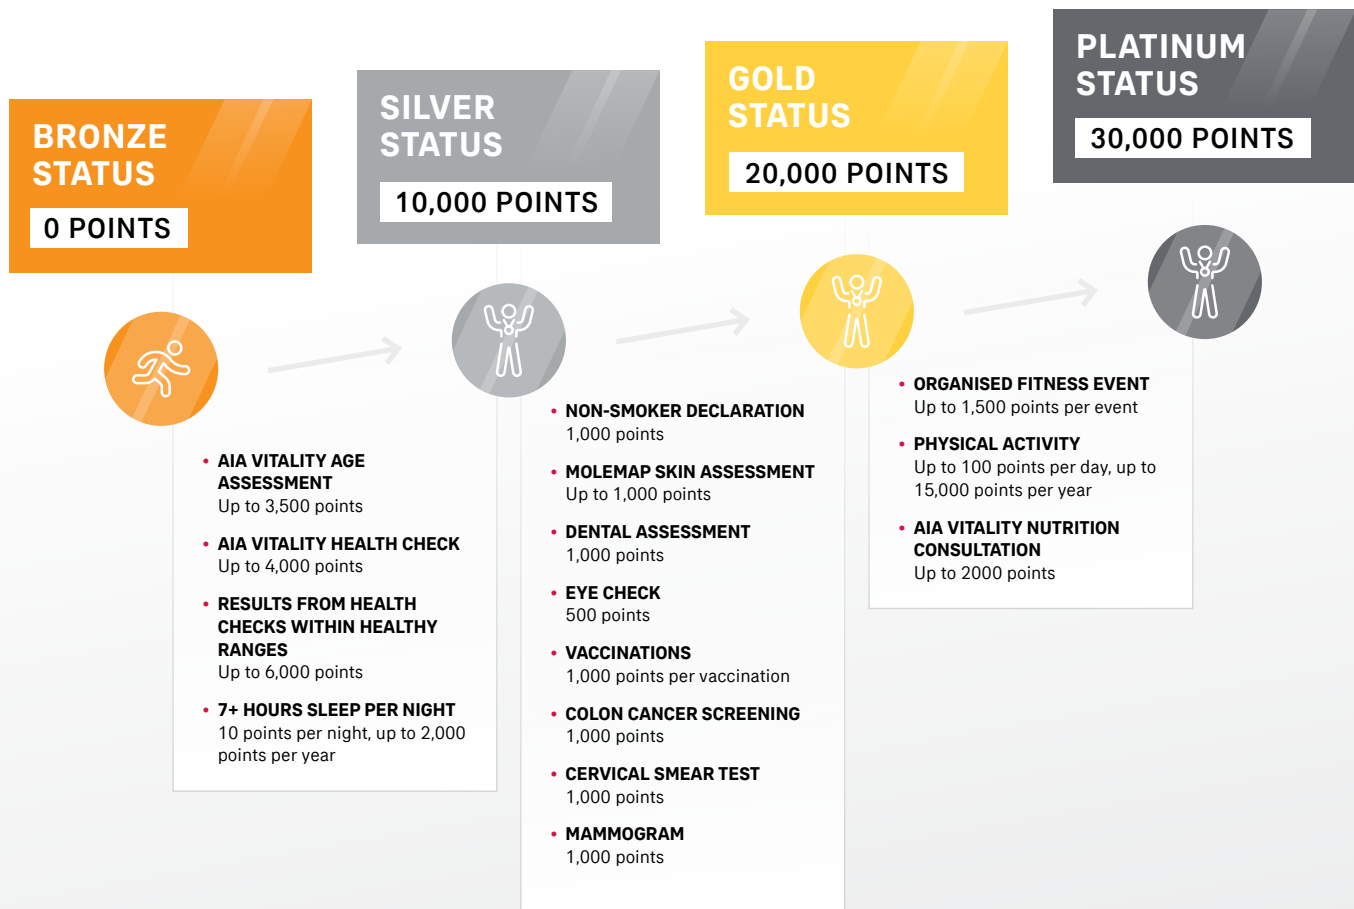 BRONZE
STATUS
0 POINTS
SILVER
STATUS
10,000 POINTS
GOLD
STATUS
20,000 POINTS
PLATINUM
STATUS
30,000 POINTS
• AIA VITALITY AGE
ASSESSMENT
Up to 3,500 points
• AIA VITALITY HEALTH CHECK
Up to 4,000 points
• RESULTS FROM HEALTH
CHECKS WITHIN HEALTHY
RANGES
Up to 6,000 points
• 7+ HOURS SLEEP PER NIGHT
10 points per night, up to 2,000
points per year
• NON-SMOKER DECLARATION
1,000 points
• MOLEMAP SKIN ASSESSMENT
Up to 1,000 points
• DENTAL ASSESSMENT
1,000 points
• EYE CHECK
500 points
• VACCINATIONS
1,000 points per vaccination
• COLON CANCER SCREENING
1,000 points
• CERVICAL SMEAR TEST
1,000 points
• MAMMOGRAM
1,000 points
• ORGANISED FITNESS EVENT
Up to 1,500 points per event
• PHYSICAL ACTIVITY
Up to 100 points per day, up to
15,000 points per year
• AIA VITALITY NUTRITION
CONSULTATION
Up to 2000 points